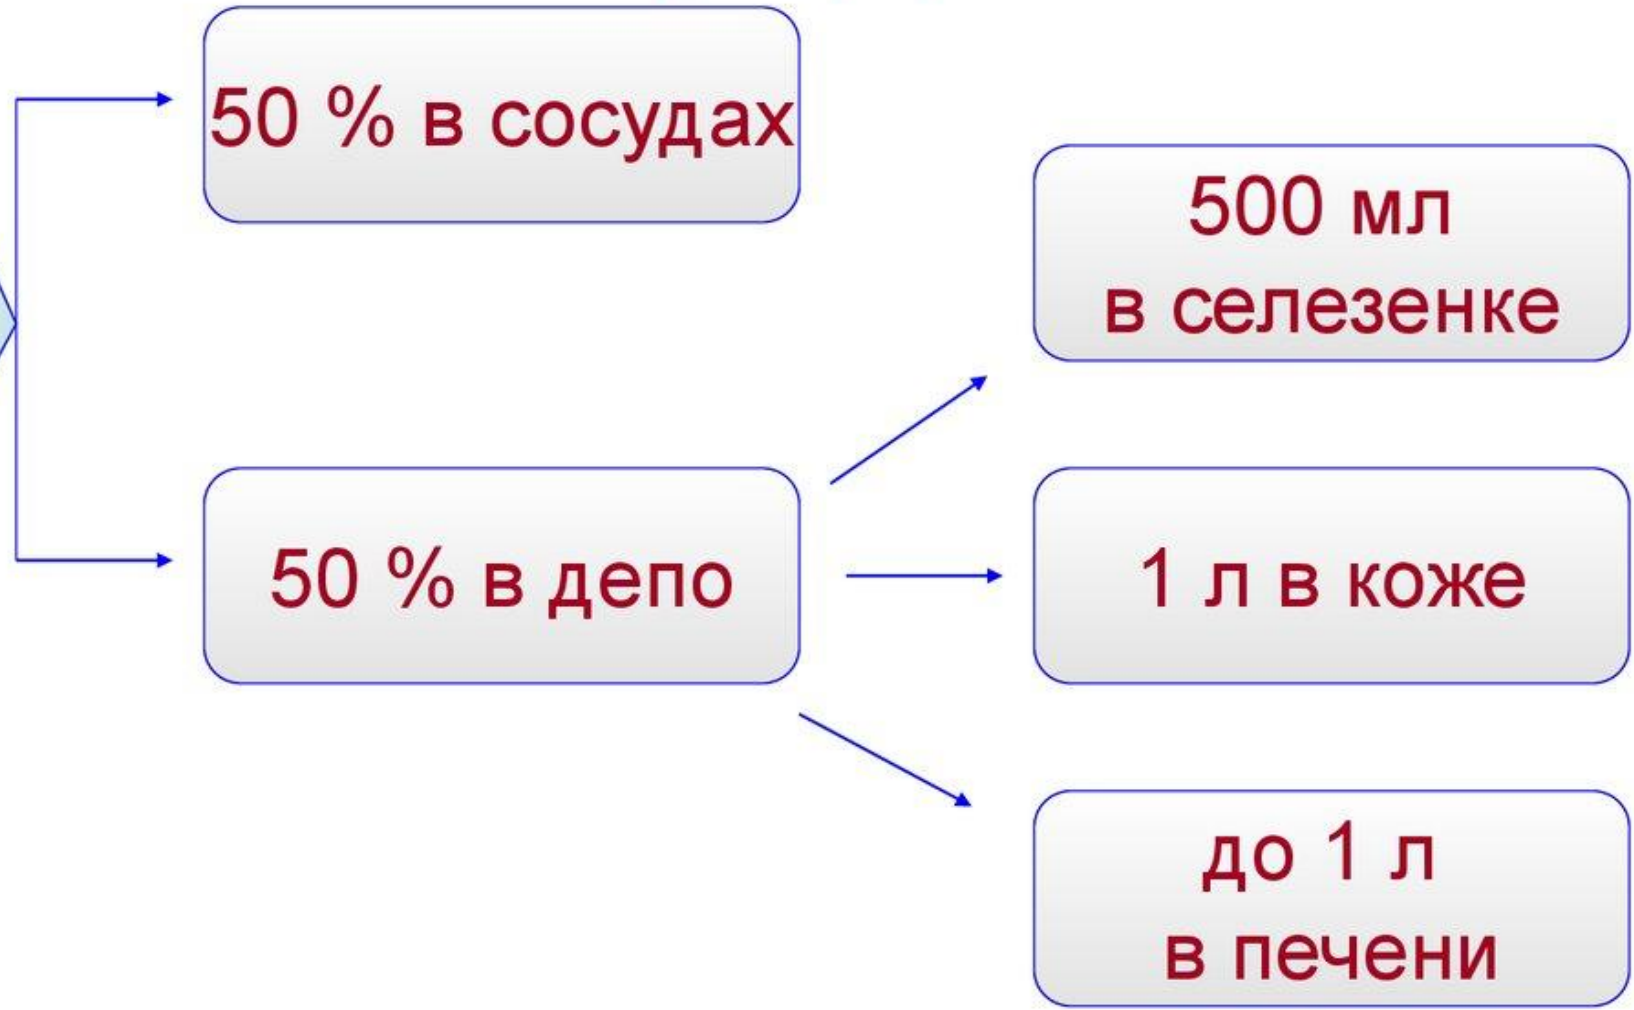 50 % в сосудах
500 мл
в селезенке
50 % в депо
1 л в коже
до 1 л
в печени